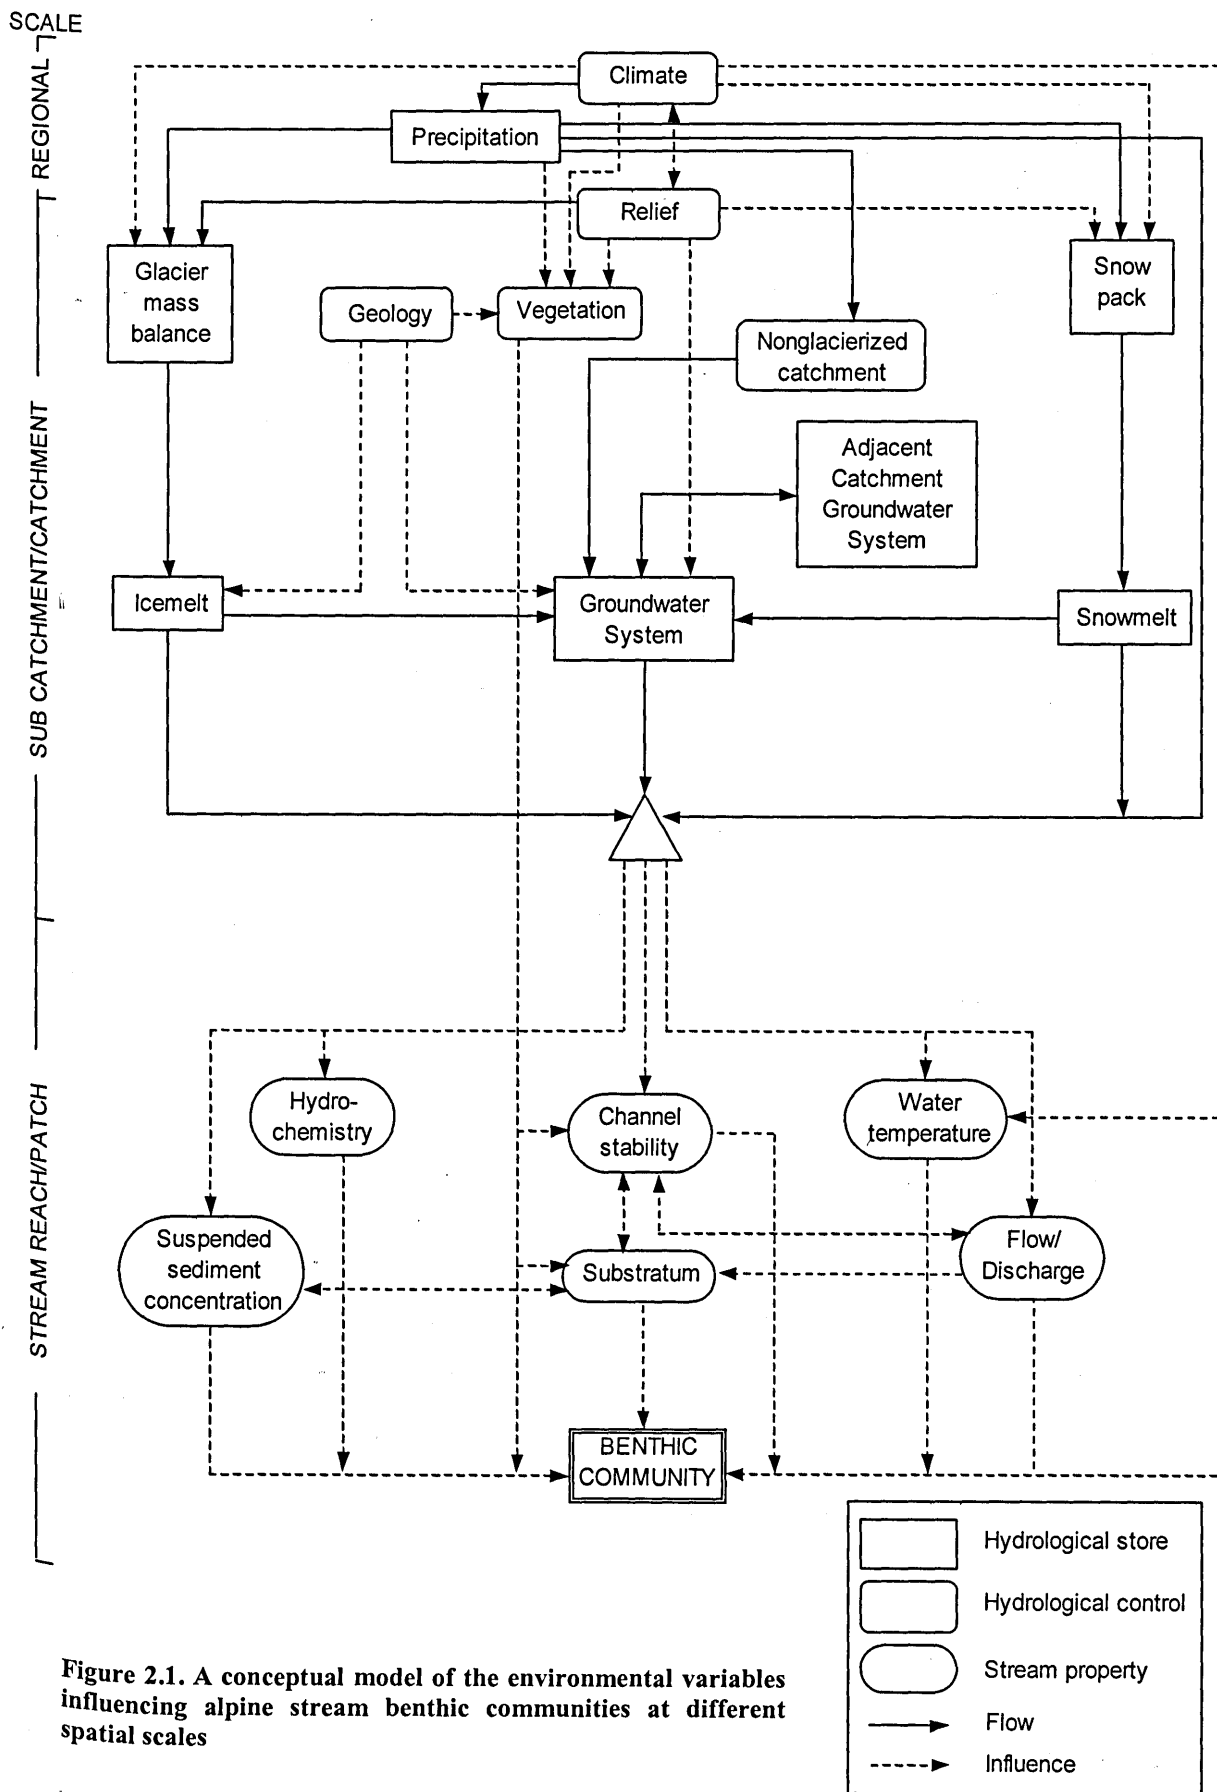 SCALE
REGIONAL
SUB CATCHMENT/CATCHMENT
STREAM REACH/PATCH
Climate
Precipitation
Relief
Glacier
mass
balance
Geology
Vegetation
Snow
pack
Nonglacierized
catchment
Adjacent
Catchment
Groundwater
System
Icemelt
Groundwater
System
Snowmelt
Hydro-
chemistry
Channel
stability
Water
temperature
Suspended
sediment
concentration
Substratum
Flow/
Discharge
BENTHIC
COMMUNITY
Hydrological store
Hydrological control
Stream property
Flow
Influence
Figure 2.1. A conceptual model of the environmental variables
influencing alpine stream benthic communities at different
spatial scales